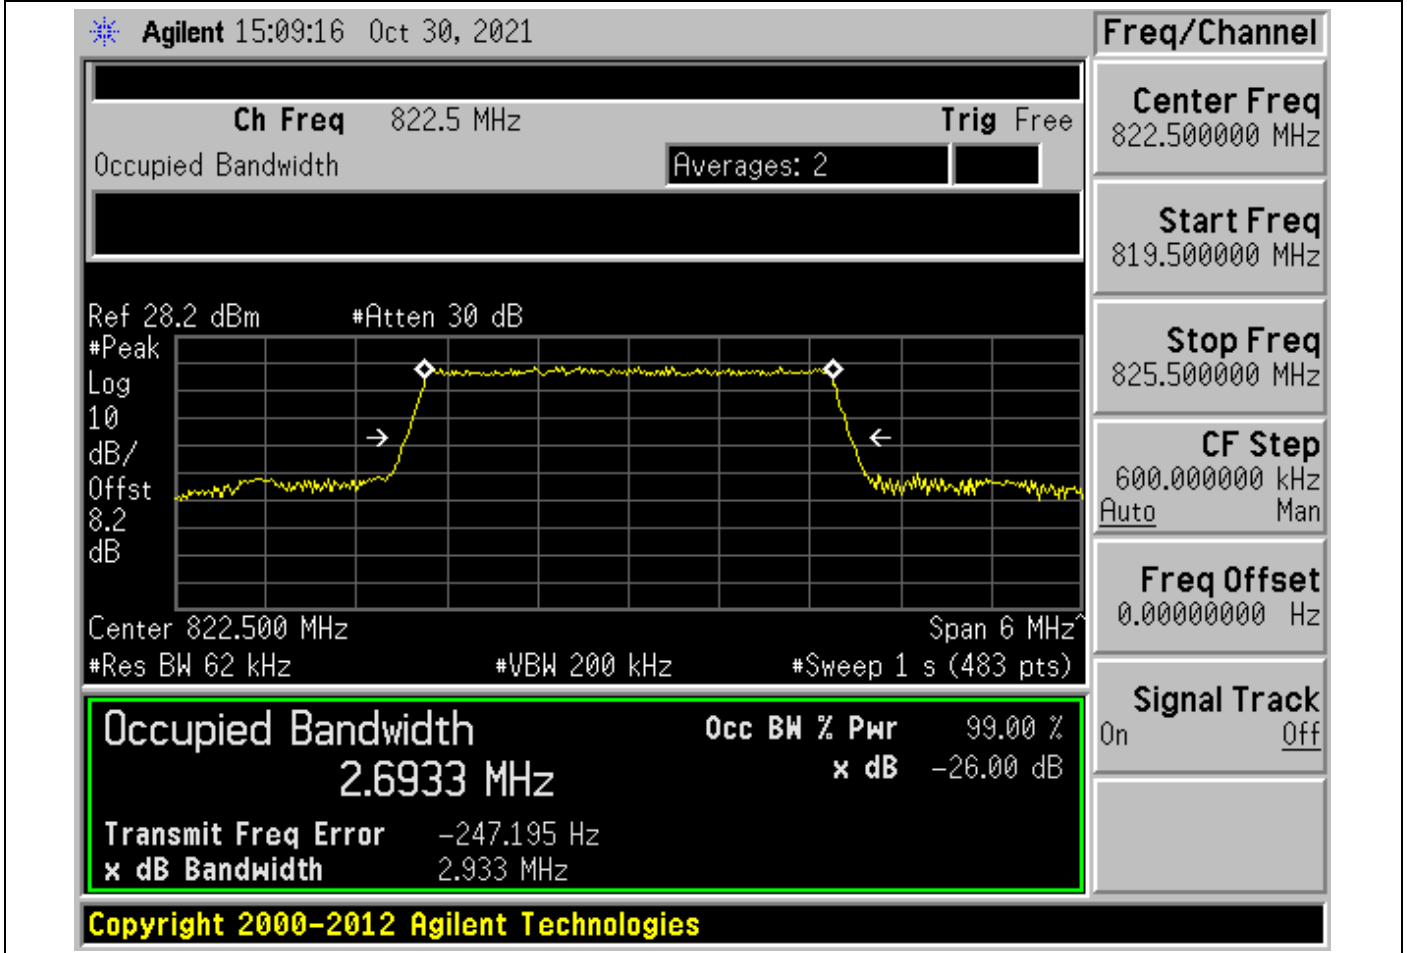 Agilent 15:09:16 Oct 30, 2021
Freq/Channel
Ch Freq 822.5 MHz Trig Free
Occupied Bandwidth Averages: 2
Center Freq
822.500000 MHz
Start Freq
819.500000 MHz
Stop Freq
825.500000 MHz
CF Step
600.000000 kHz
Auto Man
Freq Offset
0.00000000 Hz
Signal Track
On Off
Ref 28.2 dBm #Atten 30 dB
#Peak
Log
10
dB/
Offst
8.2
dB
Center 822.500 MHz Span 6 MHz^
#Res BW 62 kHz #VBW 200 kHz #Sweep 1 s (483 pts)
Occupied Bandwidth Occ BW % Pwr 99.00 %
2.6933 MHz x dB -26.00 dB
Transmit Freq Error -247.195 Hz
x dB Bandwidth 2.933 MHz
Copyright 2000-2012 Agilent Technologies